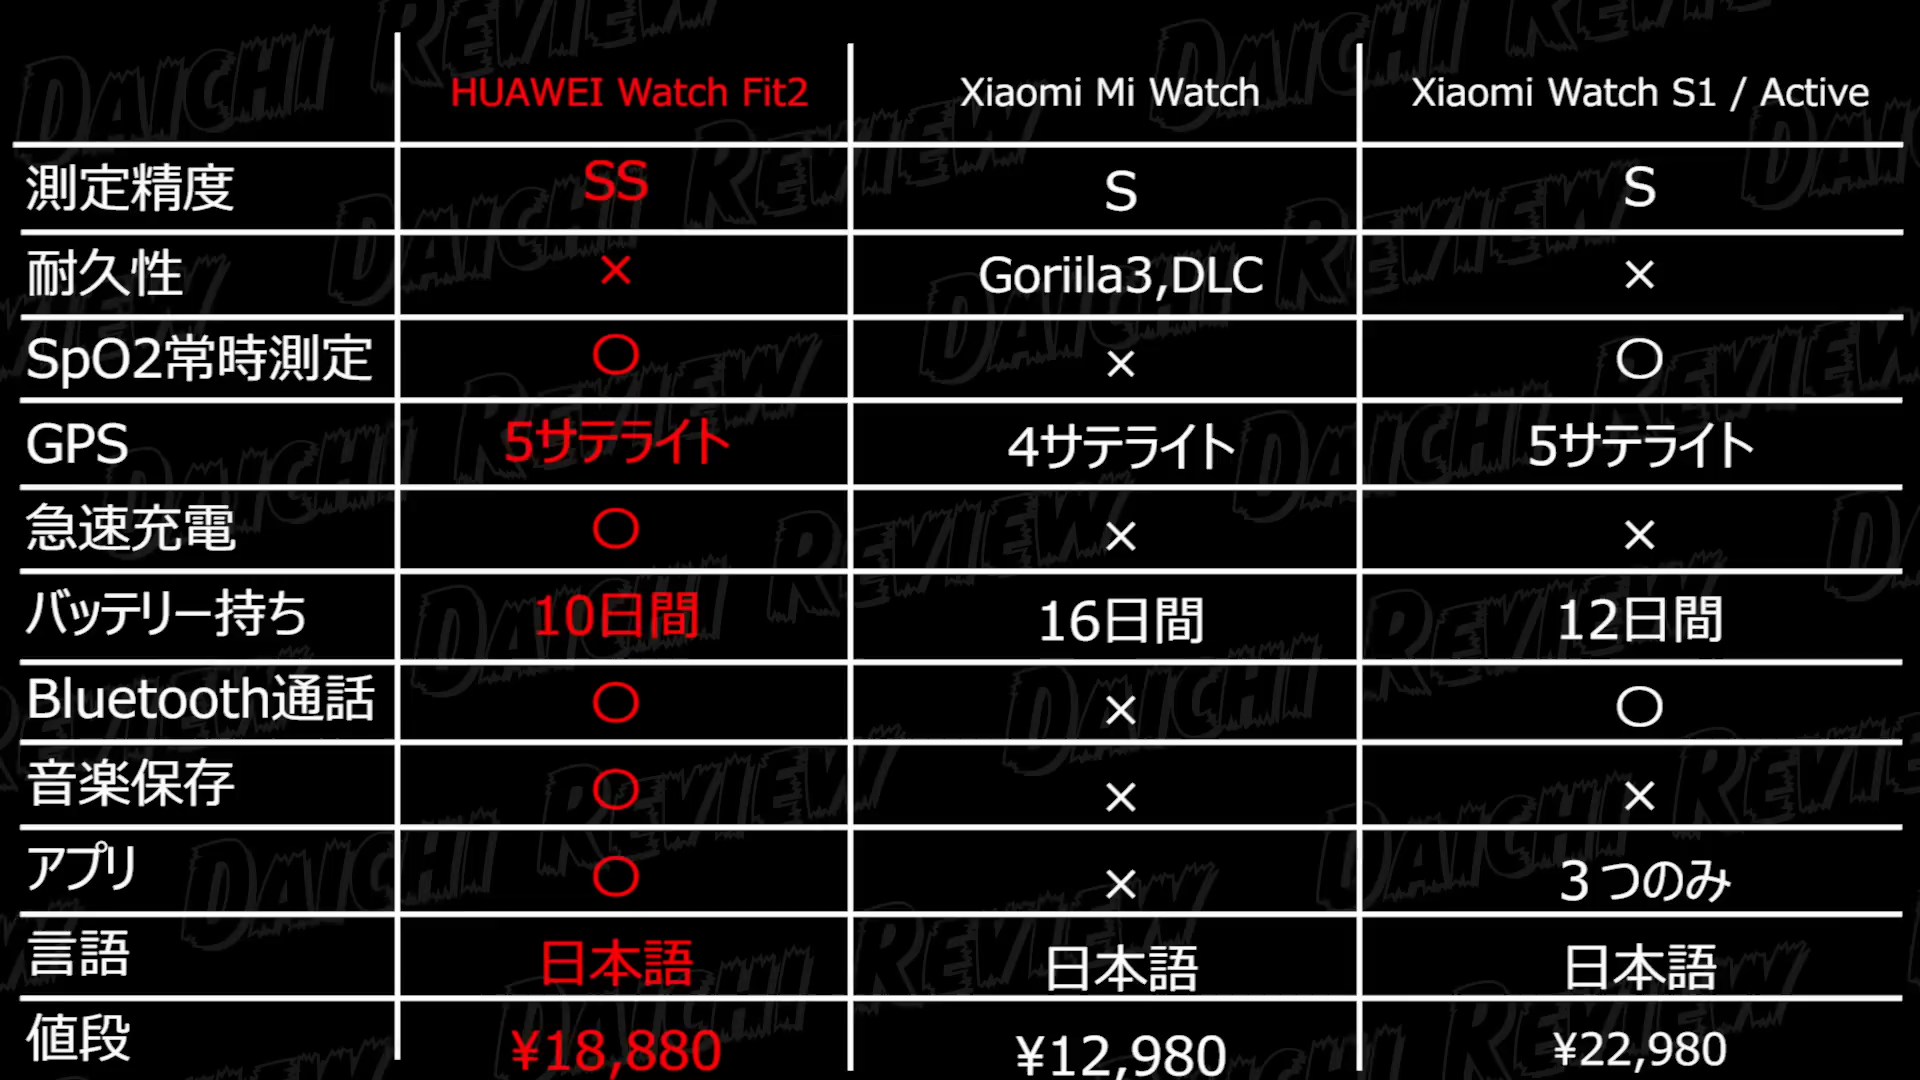 HUAWEI Watch Fit2 Xiaomi Mi Watch Xiaomi Watch S1 / Active
測定精度 SS S S
耐久性 × Goriila3,DLC ×
SpO2常時測定 〇 × 〇
GPS 5サテライト 4サテライト 5サテライト
急速充電 〇 × ×
バッテリー持ち 10日間 16日間 12日間
Bluetooth通話 〇 × 〇
音楽保存 〇 × ×
アプリ 〇 × ３つのみ
言語 日本語 日本語 日本語
値段 ¥18,880 ¥12,980 ¥22,980
DAICHI REVIEW